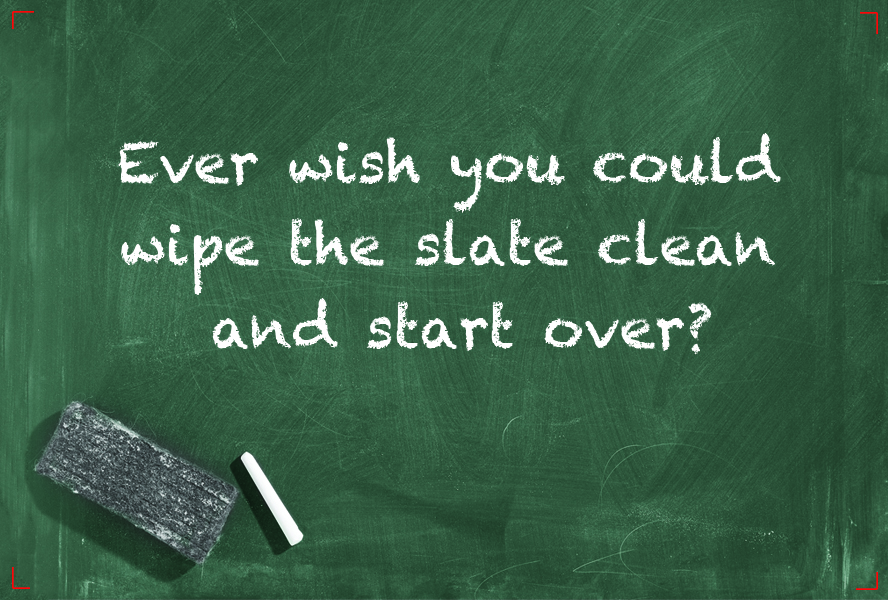 Ever wish you could
wipe the slate clean
and start over?